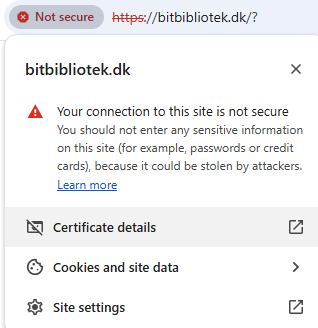 Not secure https://bitbibliotek.dk/?
bitbibliotek.dk
Your connection to this site is not secure
You should not enter any sensitive information
on this site (for example, passwords or credit
cards), because it could be stolen by attackers.
Learn more
Certificate details
Cookies and site data
Site settings